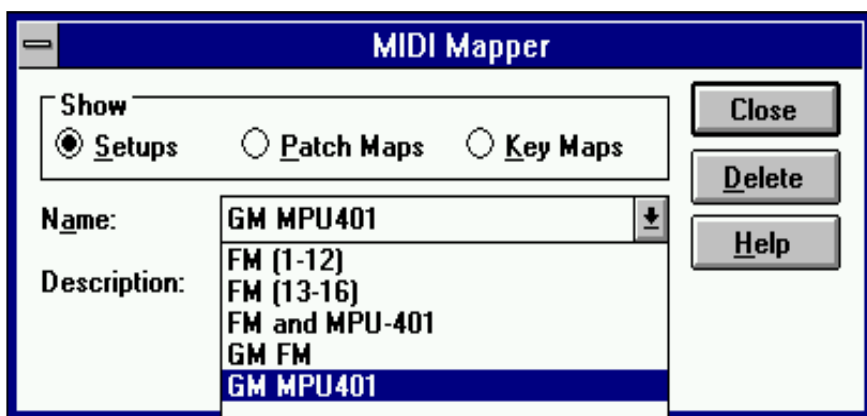 MIDI Mapper
Show
Setups Patch Maps Key Maps
Close
Delete
Help
Name: GM MPU401
Description:
FM (1-12)
FM (13-16)
FM and MPU-401
GM FM
GM MPU401